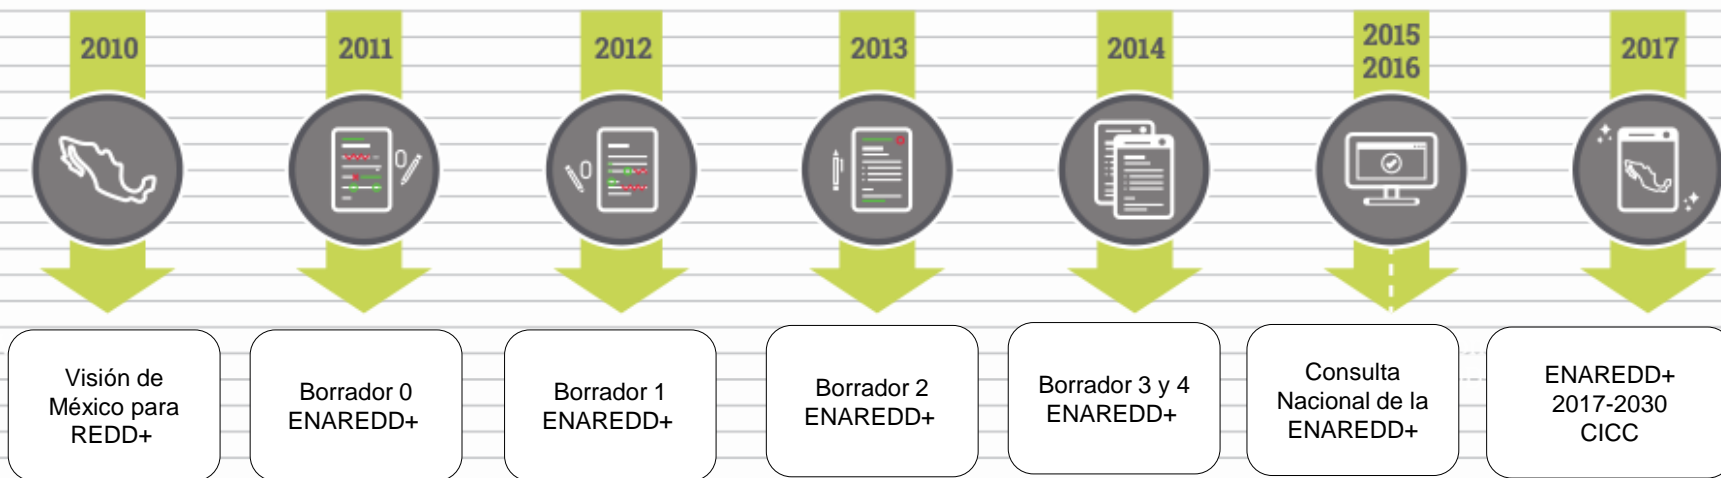 2010
2011
2012
2013
2014
2015
2016
2017
Visión de
México para
REDD+
Borrador 0
ENAREDD+
Borrador 1
ENAREDD+
Borrador 2
ENAREDD+
Borrador 3 y 4
ENAREDD+
Consulta
Nacional de la
ENAREDD+
ENAREDD+
2017-2030
CICC